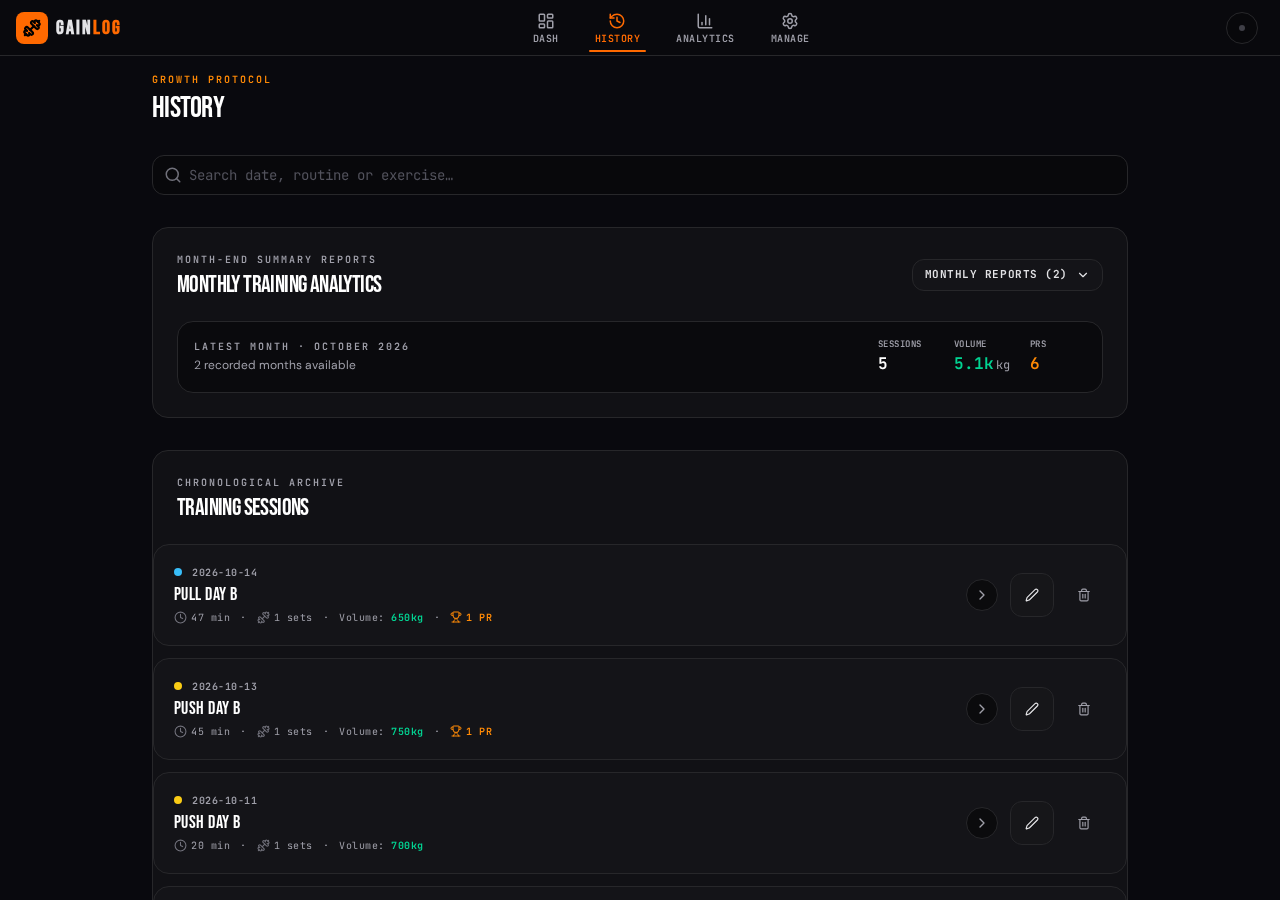 GAINLOG
DASH
HISTORY
ANALYTICS
MANAGE
GROWTH PROTOCOL
HISTORY
Search date, routine or exercise…
MONTH-END SUMMARY REPORTS
MONTHLY TRAINING ANALYTICS
MONTHLY REPORTS (2)
LATEST MONTH · OCTOBER 2026
2 recorded months available
SESSIONS
5
VOLUME
5.1k kg
PRS
6
CHRONOLOGICAL ARCHIVE
TRAINING SESSIONS
2026-10-14
PULL DAY B
47 min · 1 sets · Volume: 650kg · 1 PR
2026-10-13
PUSH DAY B
45 min · 1 sets · Volume: 750kg · 1 PR
2026-10-11
PUSH DAY B
20 min · 1 sets · Volume: 700kg